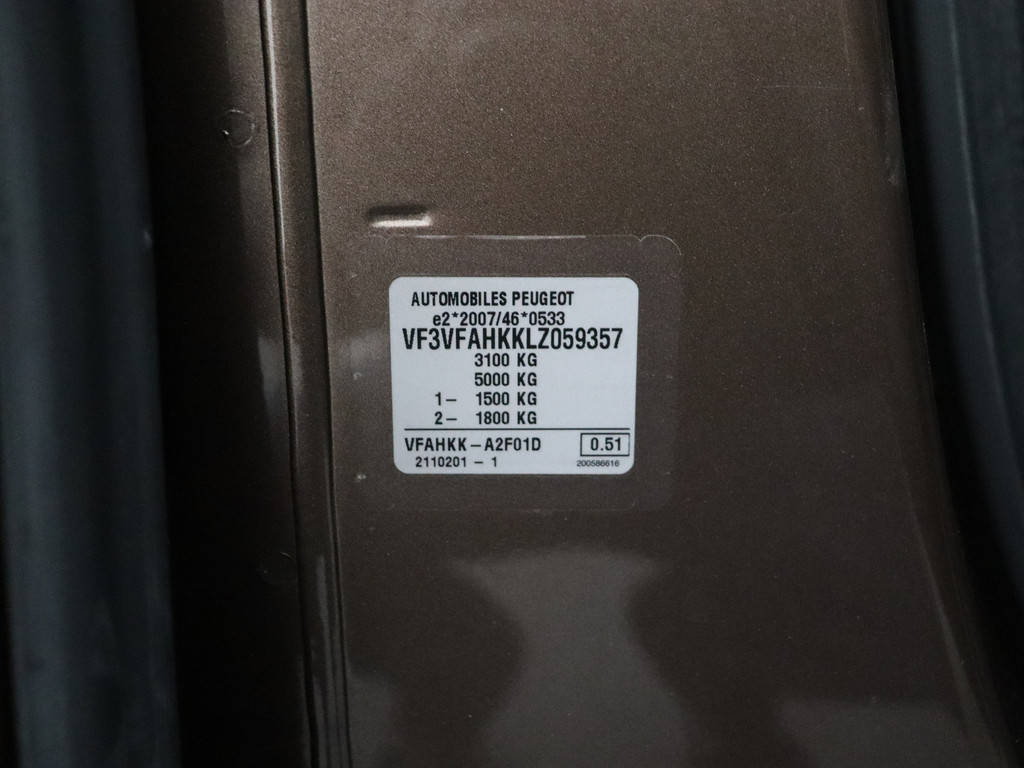 AUTOMOBILES PEUGEOT
e2*2007/46*0533
VF3VFAHKKLZ059357
3100 KG
5000 KG
1– 1500 KG
2– 1800 KG
VFAHKK–A2F01D 0.51
2110201 – 1 200586616